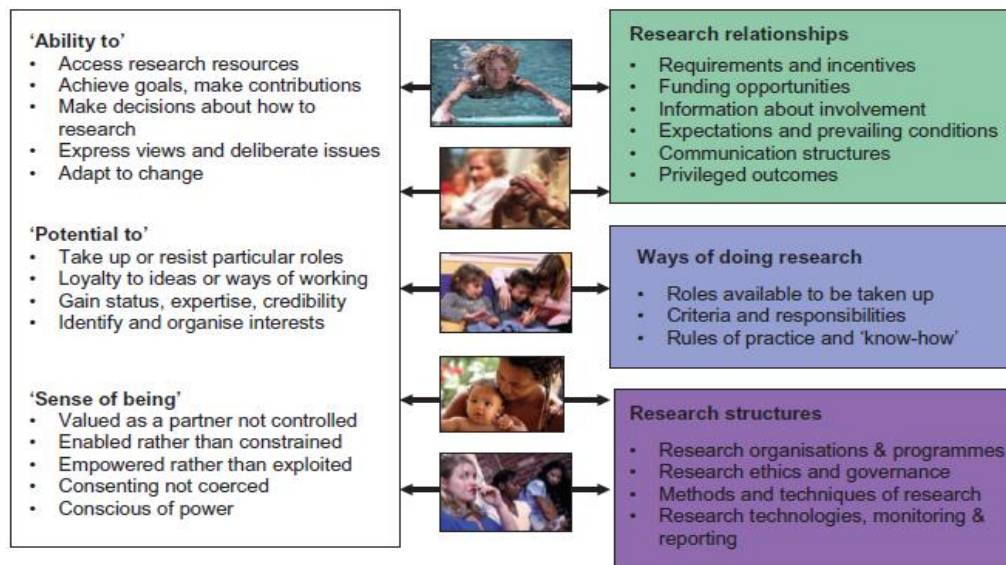 ‘Ability to’
• Access research resources
• Achieve goals, make contributions
• Make decisions about how to
research
• Express views and deliberate issues
• Adapt to change
‘Potential to’
• Take up or resist particular roles
• Loyalty to ideas or ways of working
• Gain status, expertise, credibility
• Identify and organise interests
‘Sense of being’
• Valued as a partner not controlled
• Enabled rather than constrained
• Empowered rather than exploited
• Consenting not coerced
• Conscious of power
Research relationships
• Requirements and incentives
• Funding opportunities
• Information about involvement
• Expectations and prevailing conditions
• Communication structures
• Privileged outcomes
Ways of doing research
• Roles available to be taken up
• Criteria and responsibilities
• Rules of practice and ‘know-how’
Research structures
• Research organisations & programmes
• Research ethics and governance
• Methods and techniques of research
• Research technologies, monitoring &
reporting